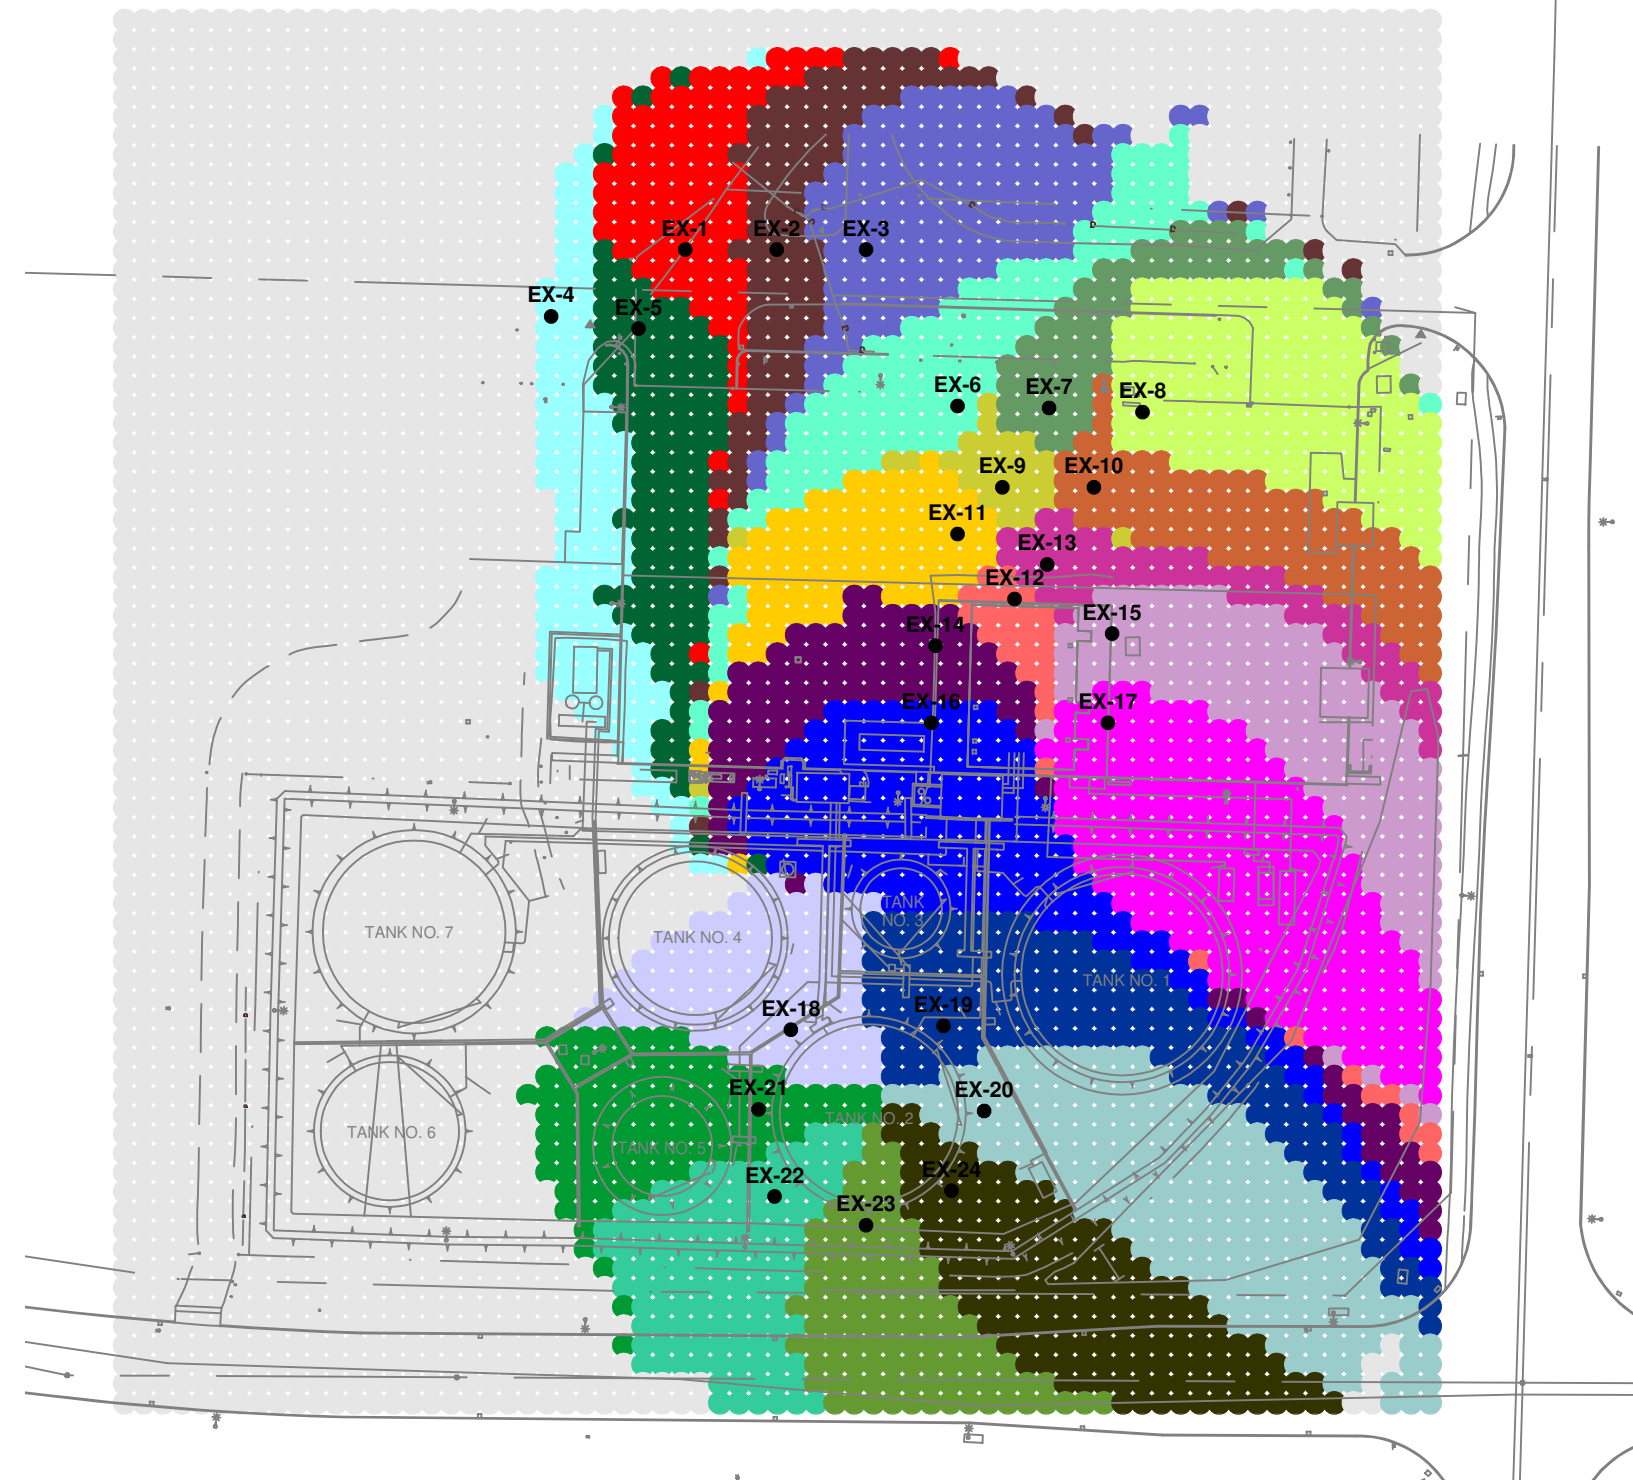 EX-1
EX-2
EX-3
EX-4
EX-5
EX-6
EX-7
EX-8
EX-9
EX-10
EX-11
EX-13
EX-12
EX-15
EX-14
EX-16
EX-17
TANK
NO. 3
TANK NO. 7
TANK NO. 4
TANK NO. 1
EX-18
EX-19
EX-21
EX-20
TANK NO. 2
TANK NO. 6
TANK NO. 5
EX-22
EX-24
EX-23